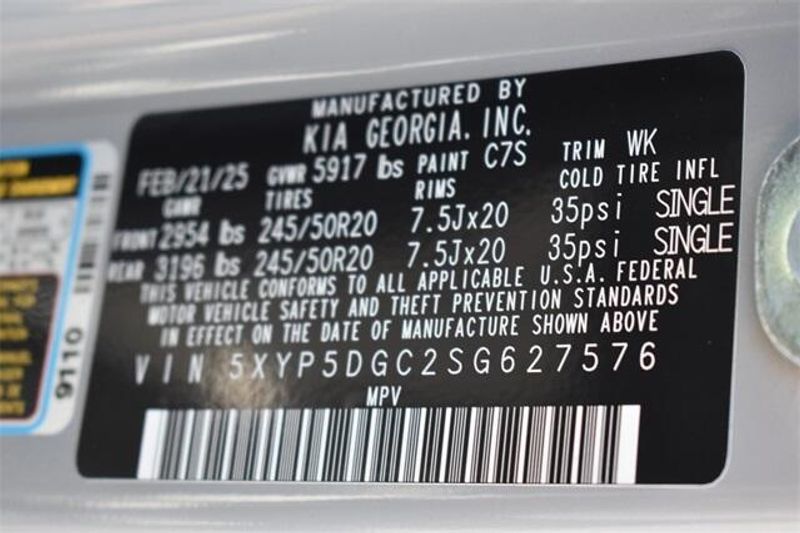 MANUFACTURED BY
KIA GEORGIA. INC.
FEB/21/25 GVWR 5917 lbs PAINT C7S TRIM WK
GAWR TIRES RIMS COLD TIRE INFL
FRONT 2954 lbs 245/50R20 7.5Jx20 35psi SINGLE
REAR 3196 lbs 245/50R20 7.5Jx20 35psi SINGLE
THIS VEHICLE CONFORMS TO ALL APPLICABLE U.S.A. FEDERAL
MOTOR VEHICLE SAFETY AND THEFT PREVENTION STANDARDS
IN EFFECT ON THE DATE OF MANUFACTURE SHOWN ABOVE
VIN 5XYP5DGC2SG627576
MPV
9110